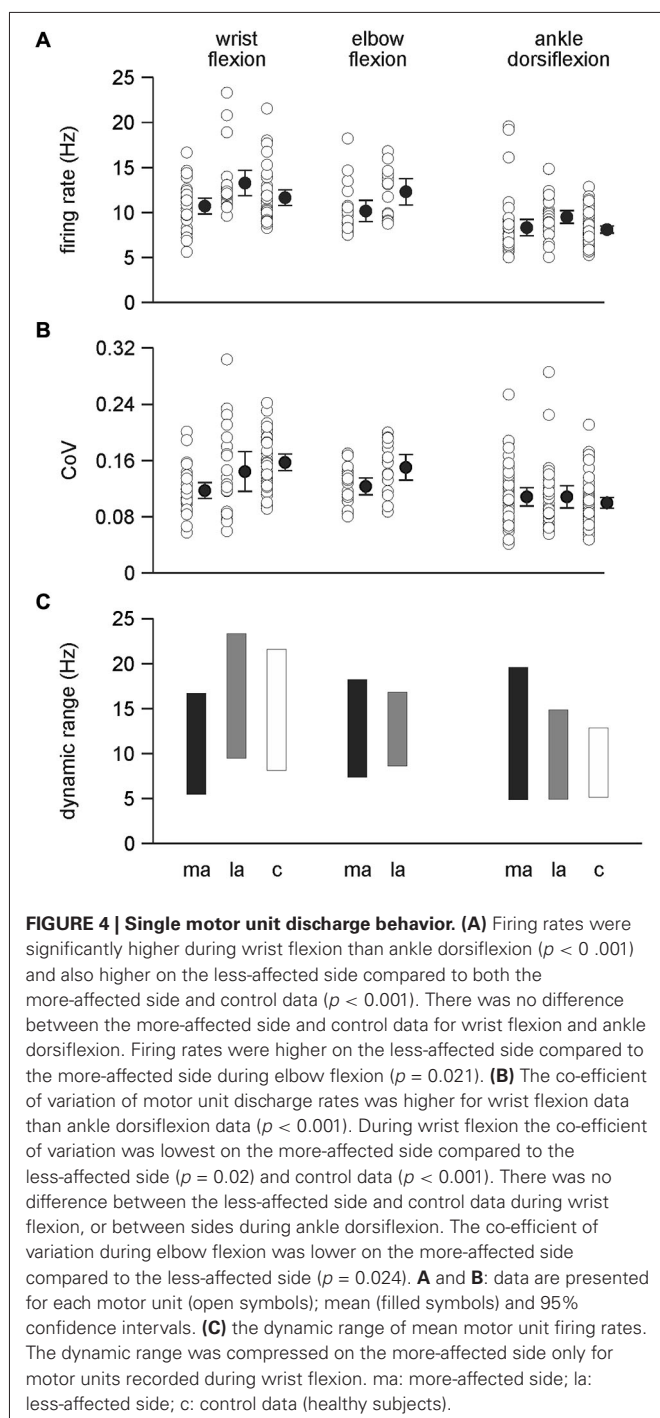 A
wrist flexion
elbow flexion
ankle dorsiflexion
firing rate (Hz)
25
20
15
10
5
0
B
CoV
0.32
0.24
0.16
0.08
0
C
dynamic range (Hz)
25
20
15
10
5
0
ma la c ma la ma la c
FIGURE 4 | Single motor unit discharge behavior. (A) Firing rates were
significantly higher during wrist flexion than ankle dorsiflexion (p < 0 .001)
and also higher on the less-affected side compared to both the
more-affected side and control data (p < 0.001). There was no difference
between the more-affected side and control data for wrist flexion and ankle
dorsiflexion. Firing rates were higher on the less-affected side compared to
the more-affected side during elbow flexion (p = 0.021). (B) The co-efficient
of variation of motor unit discharge rates was higher for wrist flexion data
than ankle dorsiflexion data (p < 0.001). During wrist flexion the co-efficient
of variation was lowest on the more-affected side compared to the
less-affected side (p = 0.02) and control data (p < 0.001). There was no
difference between the less-affected side and control data during wrist
flexion, or between sides during ankle dorsiflexion. The co-efficient of
variation during elbow flexion was lower on the more-affected side
compared to the less-affected side (p = 0.024). A and B: data are presented
for each motor unit (open symbols); mean (filled symbols) and 95%
confidence intervals. (C) the dynamic range of mean motor unit firing rates.
The dynamic range was compressed on the more-affected side only for
motor units recorded during wrist flexion. ma: more-affected side; la:
less-affected side; c: control data (healthy subjects).